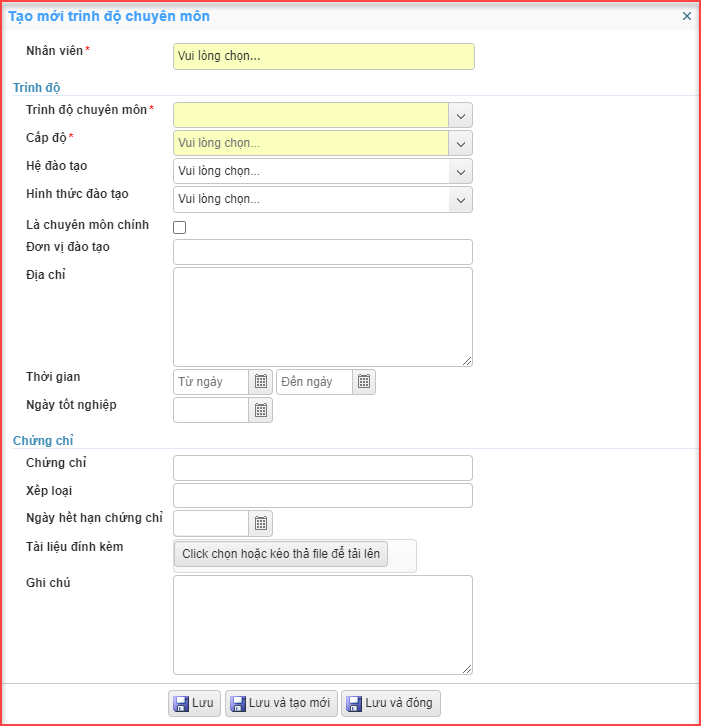 Tạo mới trình độ chuyên môn
Nhân viên* Vui lòng chọn...
Trình độ
Trình độ chuyên môn*
Cấp độ* Vui lòng chọn...
Hệ đào tạo Vui lòng chọn...
Hình thức đào tạo Vui lòng chọn...
Là chuyên môn chính
Đơn vị đào tạo
Địa chỉ
Thời gian Từ ngày Đến ngày
Ngày tốt nghiệp
Chứng chỉ
Chứng chỉ
Xếp loại
Ngày hết hạn chứng chỉ
Tài liệu đính kèm Click chọn hoặc kéo thả file để tải lên
Ghi chú
Lưu Lưu và tạo mới Lưu và đóng